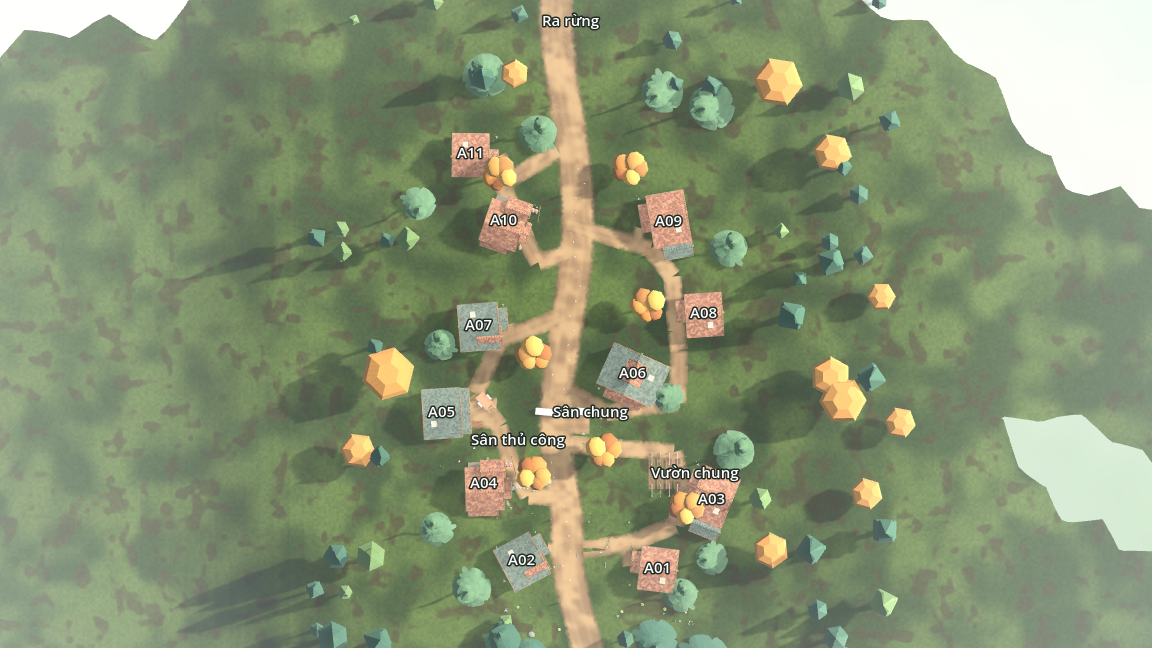 Ra rừng
A11
A10
A09
A08
A07
A06
A05
Sân chung
Sân thủ công
Vườn chung
A04
A03
A02
A01